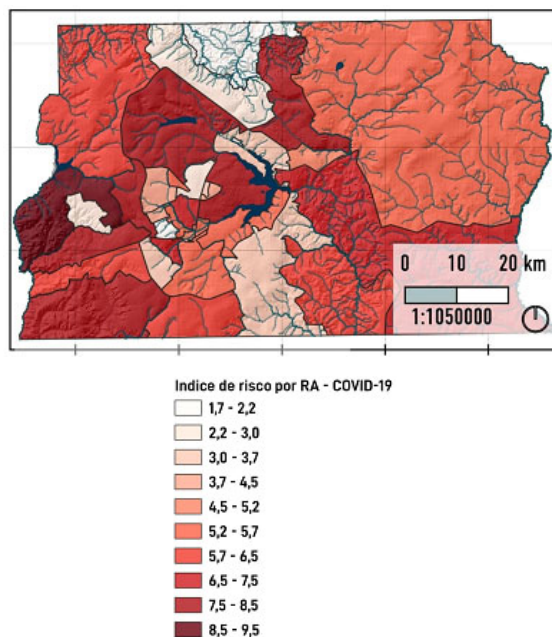 0 10 20 km
1:1050000
Indice de risco por RA - COVID-19
1,7 - 2,2
2,2 - 3,0
3,0 - 3,7
3,7 - 4,5
4,5 - 5,2
5,2 - 5,7
5,7 - 6,5
6,5 - 7,5
7,5 - 8,5
8,5 - 9,5